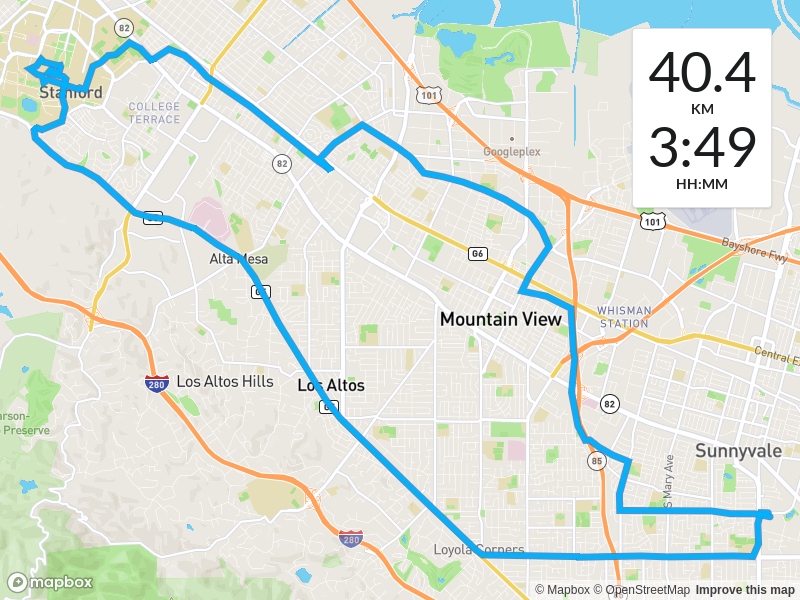 82
40.4
KM
3:49
HH:MM
Stanford
101
COLLEGE
TERRACE
Googleplex
82
101
Bayshore Fwy
G6
Alta Mesa
Mountain View
WHISMAN
STATION
Central E
280
Los Altos Hills
Los Altos
82
arson-
Preserve
Sunnyvale
85
S Mary Ave
280
Loyola Corners
mapbox
© Mapbox © OpenStreetMap Improve this map